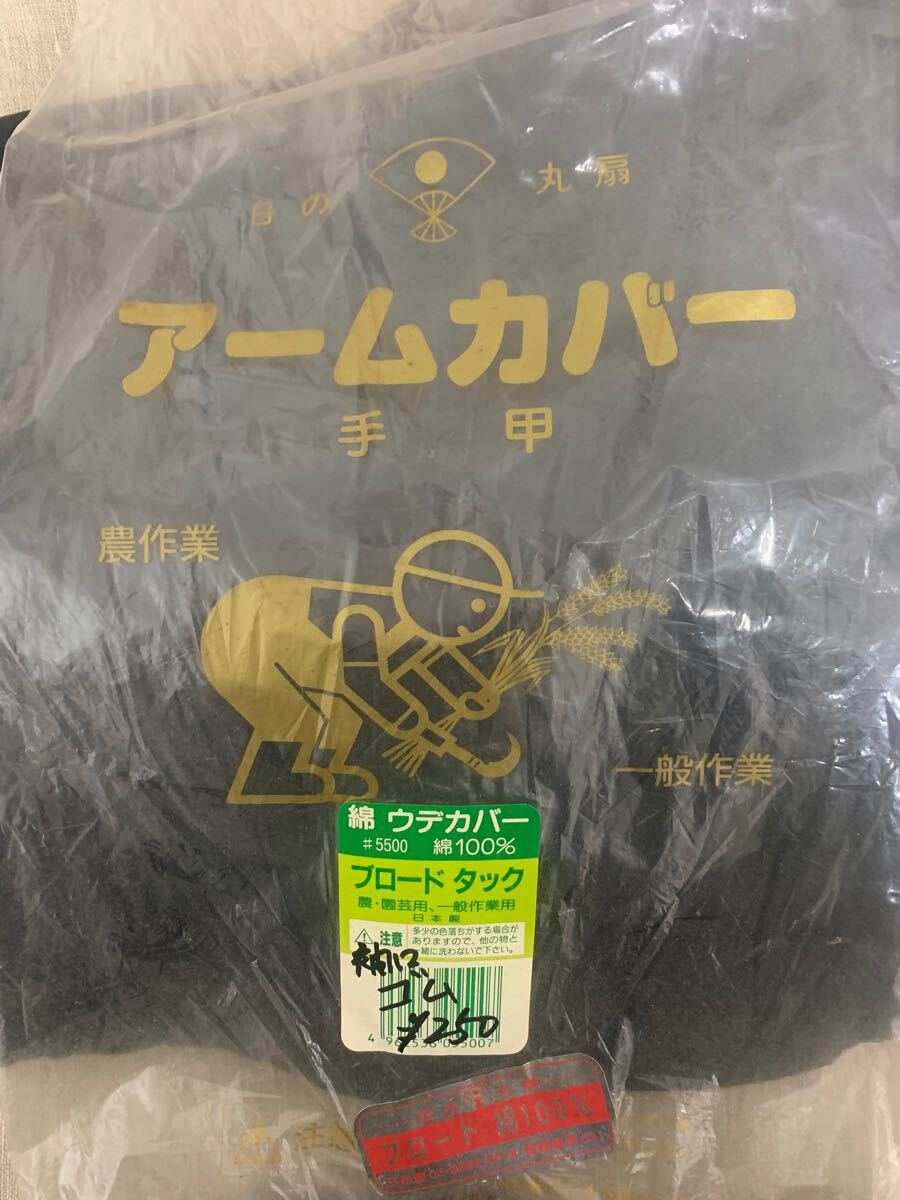 日の 丸扇
アームカバー
手甲
農作業
一般作業
綿 ウデカバー
#5500 綿100%
ブロード タック
農・園芸用、一般作業用
日本製
注意
多少の色落ちがする場合が
ありますので、他の物と
一緒に洗わないで下さい。
袖口、
ゴム
¥250
ブロード 綿100%
注意